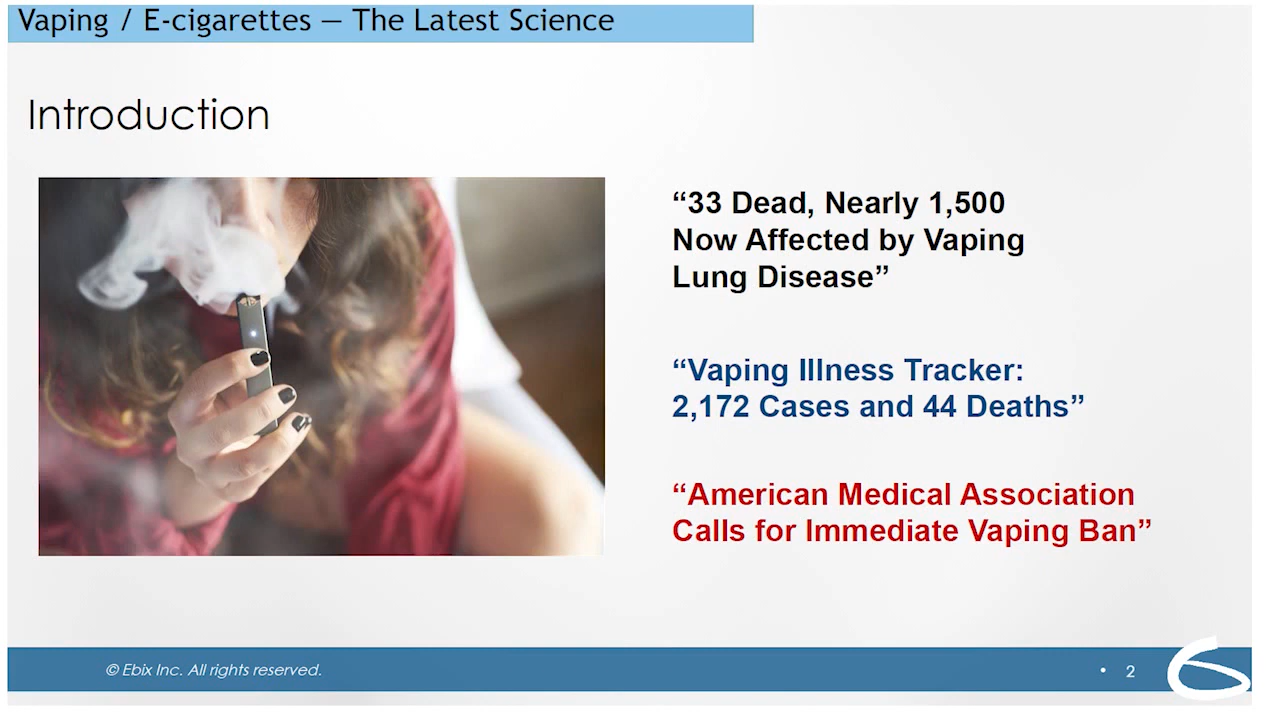 Vaping / E-cigarettes — The Latest Science
Introduction
“33 Dead, Nearly 1,500
Now Affected by Vaping
Lung Disease”
“Vaping Illness Tracker:
2,172 Cases and 44 Deaths”
“American Medical Association
Calls for Immediate Vaping Ban”
© Ebix Inc. All rights reserved.
• 2